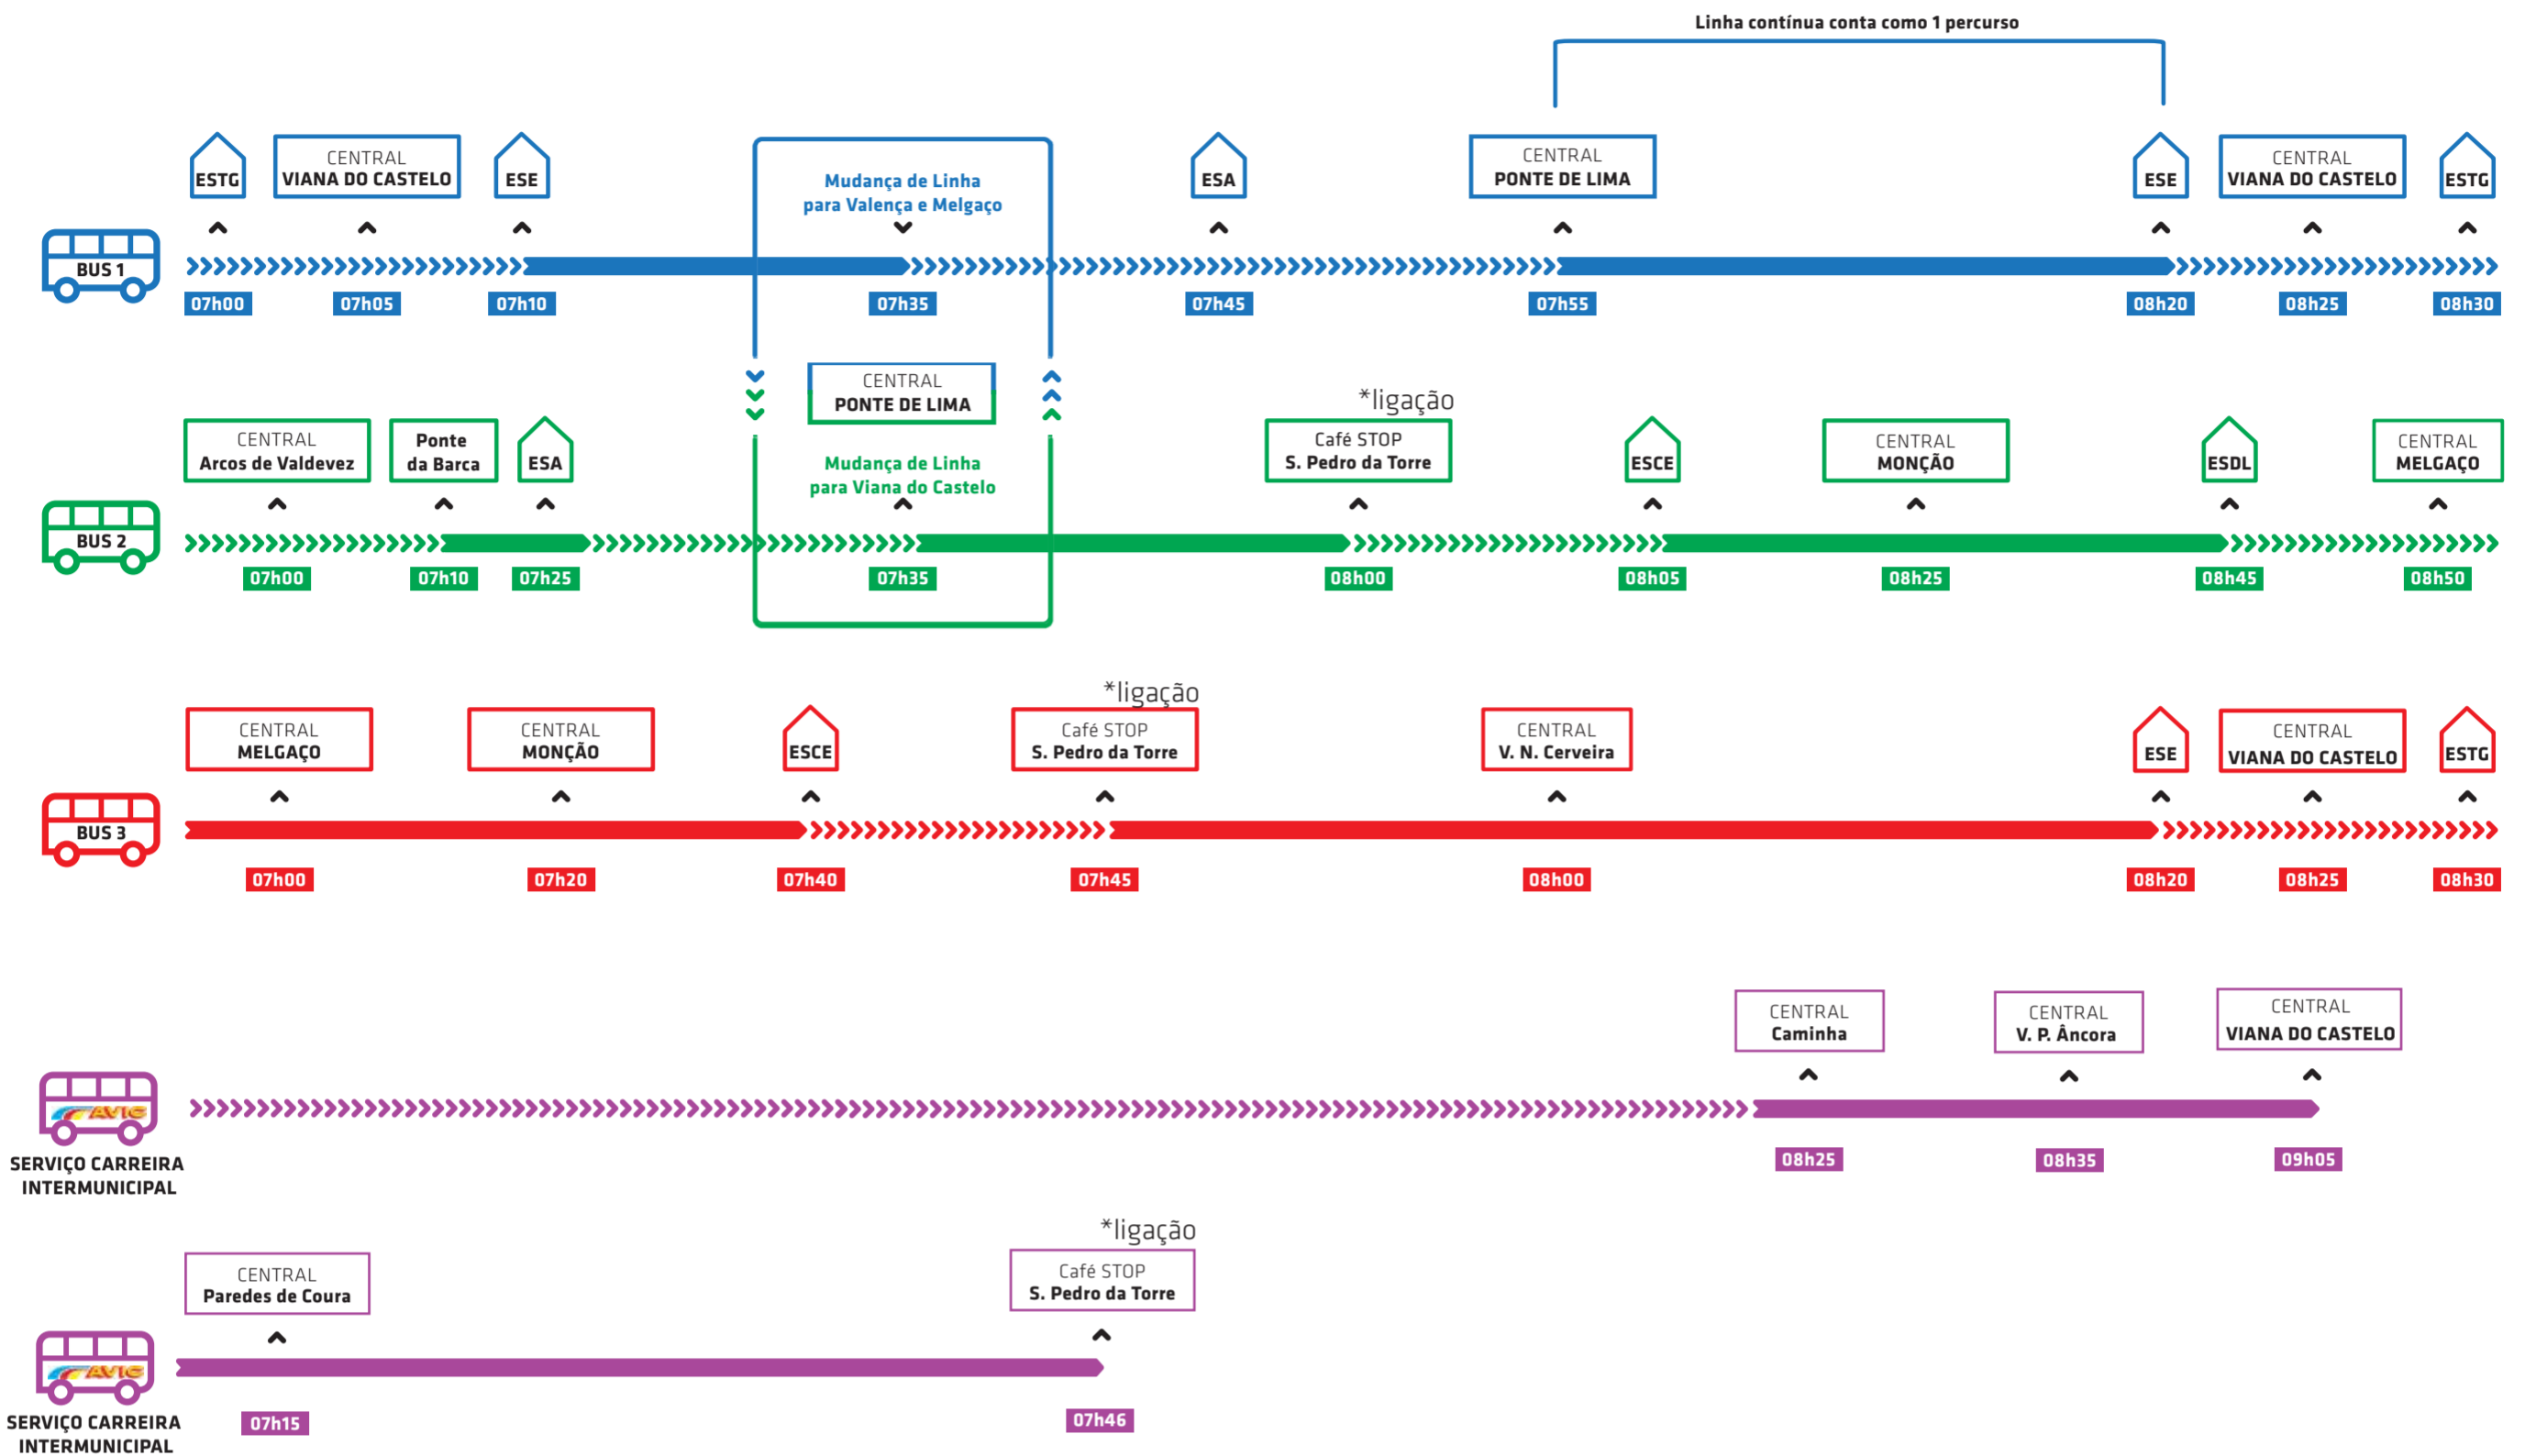 Linha contínua conta como 1 percurso
ESTG
CENTRAL
VIANA DO CASTELO
ESE
Mudança de Linha
para Valença e Melgaço
ESA
CENTRAL
PONTE DE LIMA
ESE
CENTRAL
VIANA DO CASTELO
ESTG
BUS 1
07h00
07h05
07h10
07h35
07h45
07h55
08h20
08h25
08h30
CENTRAL
PONTE DE LIMA
*ligação
CENTRAL
Arcos de Valdevez
Ponte
da Barca
ESA
Mudança de Linha
para Viana do Castelo
Café STOP
S. Pedro da Torre
ESCE
CENTRAL
MONÇÃO
ESDL
CENTRAL
MELGAÇO
BUS 2
07h00
07h10
07h25
07h35
08h00
08h05
08h25
08h45
08h50
*ligação
CENTRAL
MELGAÇO
CENTRAL
MONÇÃO
ESCE
Café STOP
S. Pedro da Torre
CENTRAL
V. N. Cerveira
ESE
CENTRAL
VIANA DO CASTELO
ESTG
BUS 3
07h00
07h20
07h40
07h45
08h00
08h20
08h25
08h30
CENTRAL
Caminha
CENTRAL
V. P. Âncora
CENTRAL
VIANA DO CASTELO
AVIC
SERVIÇO CARREIRA
INTERMUNICIPAL
08h25
08h35
09h05
*ligação
CENTRAL
Paredes de Coura
Café STOP
S. Pedro da Torre
AVIC
SERVIÇO CARREIRA
INTERMUNICIPAL
07h15
07h46